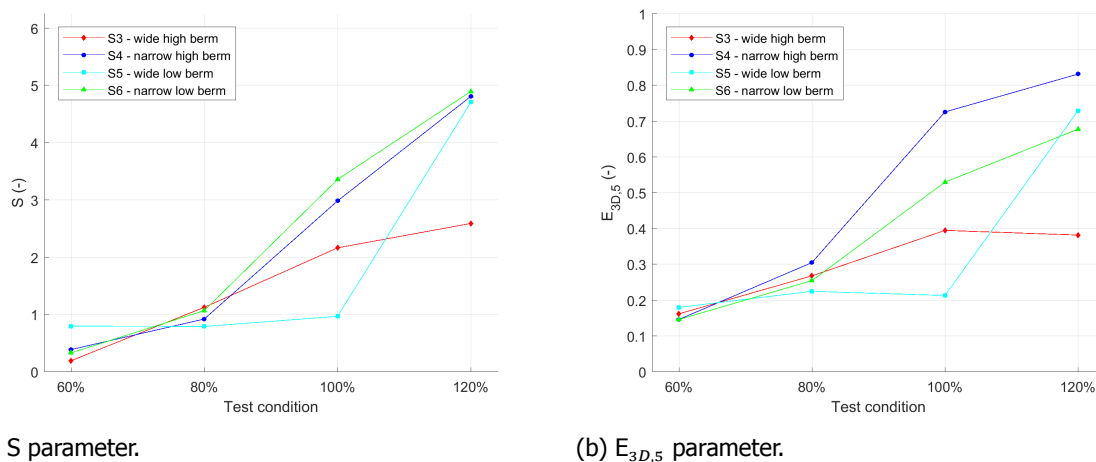 6
5
4
3
2
1
0
S (-)
S3 - wide high berm
S4 - narrow high berm
S5 - wide low berm
S6 - narrow low berm
60%
80%
100%
120%
Test condition
S parameter.
1
0.9
0.8
0.7
0.6
0.5
0.4
0.3
0.2
0.1
0
E3D,5 (-)
S3 - wide high berm
S4 - narrow high berm
S5 - wide low berm
S6 - narrow low berm
60%
80%
100%
120%
Test condition
(b) E3D,5 parameter.